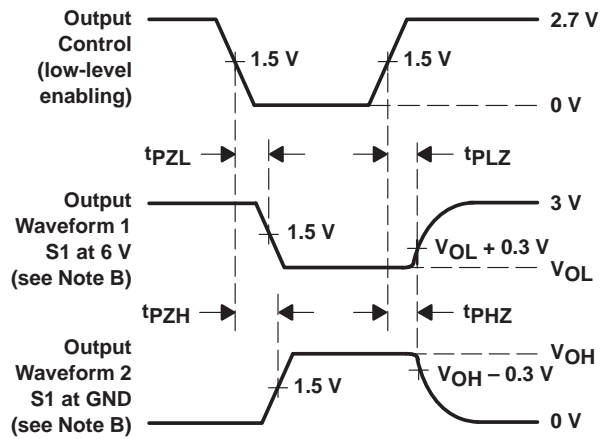 Output
Control
(low-level
enabling)
1.5 V
1.5 V
2.7 V
0 V
tPZL
tPLZ
Output
Waveform 1
S1 at 6 V
(see Note B)
1.5 V
3 V
VOL + 0.3 V
VOL
tPZH
tPHZ
Output
Waveform 2
S1 at GND
(see Note B)
1.5 V
VOH
VOH – 0.3 V
0 V